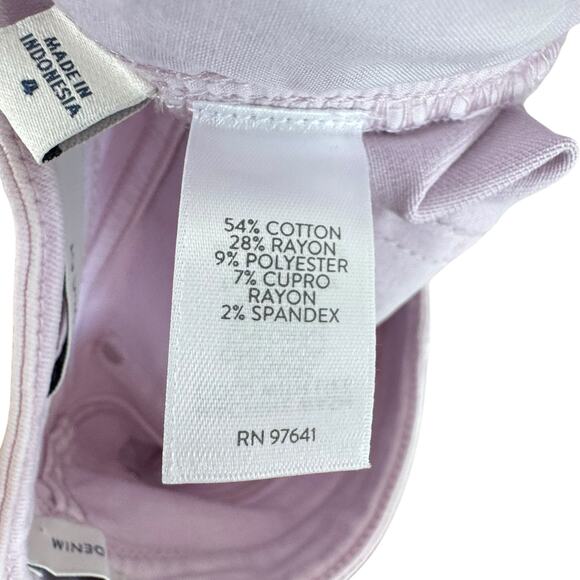 MADE IN
INDONESIA
4
54% COTTON
28% RAYON
9% POLYESTER
7% CUPRO
RAYON
2% SPANDEX
RN 97641
DENIM